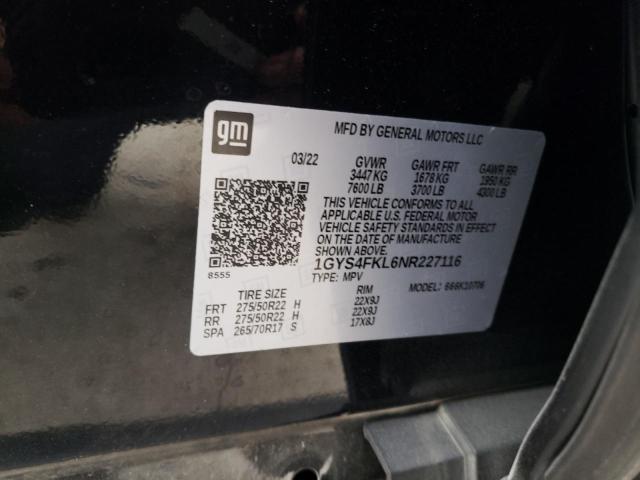 gm
MFD BY GENERAL MOTORS LLC
03/22 GVWR GAWR FRT GAWR RR
3447 KG 1678 KG 1950 KG
7600 LB 3700 LB 4300 LB
THIS VEHICLE CONFORMS TO ALL
APPLICABLE U.S. FEDERAL MOTOR
VEHICLE SAFETY STANDARDS IN EFFECT
ON THE DATE OF MANUFACTURE
SHOWN ABOVE.
8555
1GYS4FKL6NR227116
TYPE: MPV MODEL: 666K10706
TIRE SIZE RIM
FRT 275/50R22 H 22X9J
RR 275/50R22 H 22X9J
SPA 265/70R17 S 17X8J